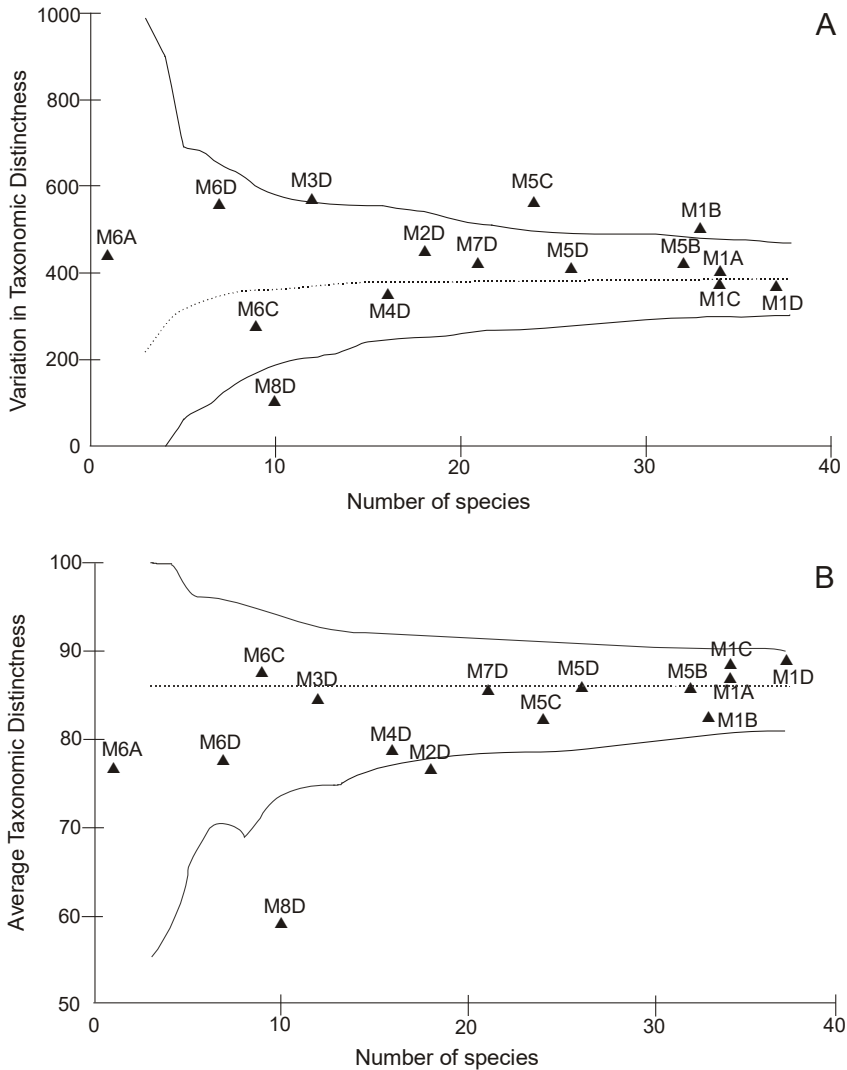 A
Variation in Taxonomic Distinctness
1000
800
600
400
200
0
M6A
M6D
M3D
M5C
M2D
M7D
M5D
M1B
M5B
M1A
M6C
M4D
M1C
M1D
M8D
0 10 20 30 40
Number of species
B
Average Taxonomic Distinctness
100
90
80
70
60
50
M6C
M3D
M7D
M5D
M5B
M1C
M1D
M1A
M5C
M1B
M6A
M6D
M4D
M2D
M8D
0 10 20 30 40
Number of species